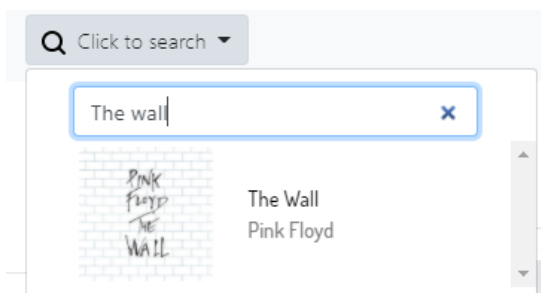 Click to search
The wall
PINK
FLOYD
THE
WALL
The Wall
Pink Floyd